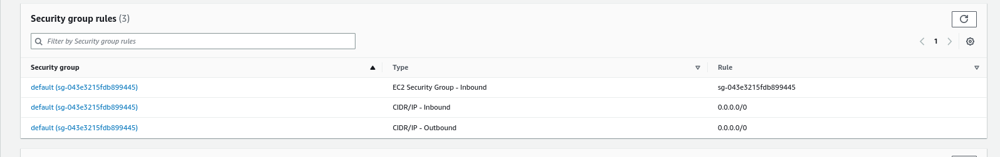 Security group rules (3)
Filter by Security group rules
1
Security group Type Rule
default (sg-043e3215fdb899445) EC2 Security Group - Inbound sg-043e3215fdb899445
default (sg-043e3215fdb899445) CIDR/IP - Inbound 0.0.0.0/0
default (sg-043e3215fdb899445) CIDR/IP - Outbound 0.0.0.0/0